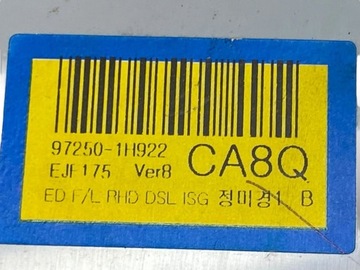 97250-1H922
CA8Q
EJF175 Ver8
ED F/L RHD DSL ISG 정미경1. B